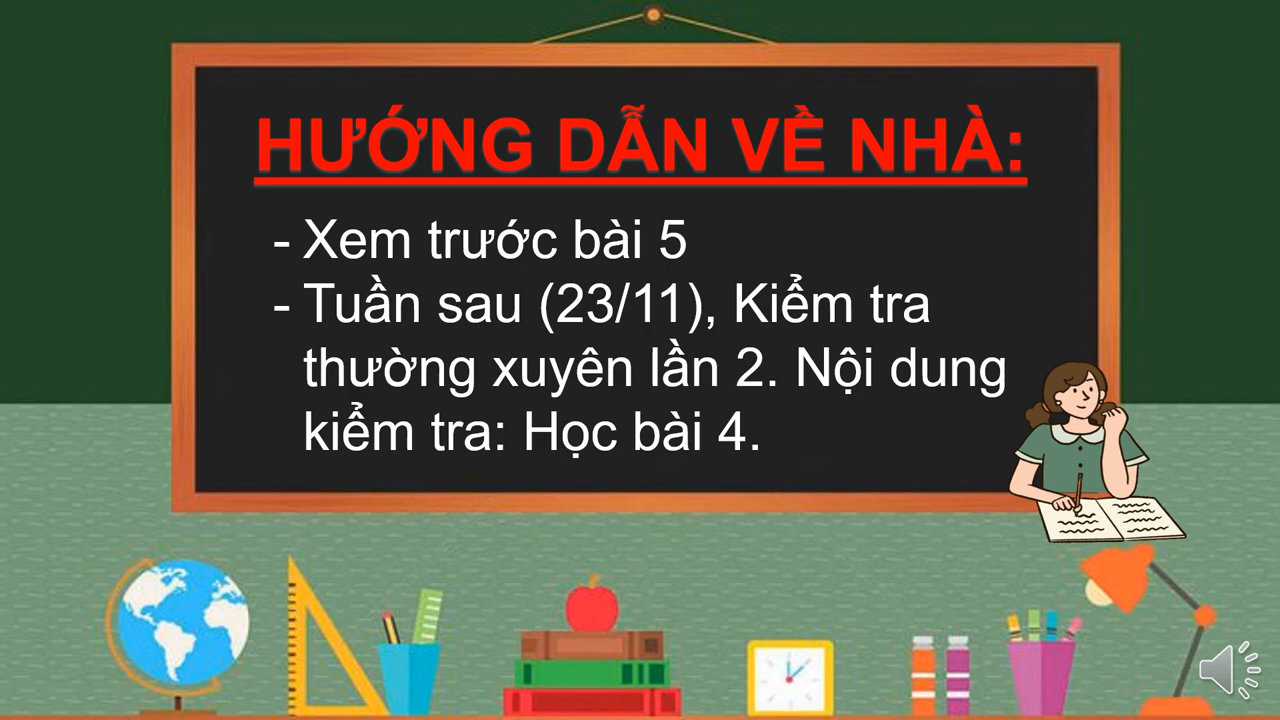 HƯỚNG DẪN VỀ NHÀ:
- Xem trước bài 5
- Tuần sau (23/11), Kiểm tra
thường xuyên lần 2. Nội dung
kiểm tra: Học bài 4.